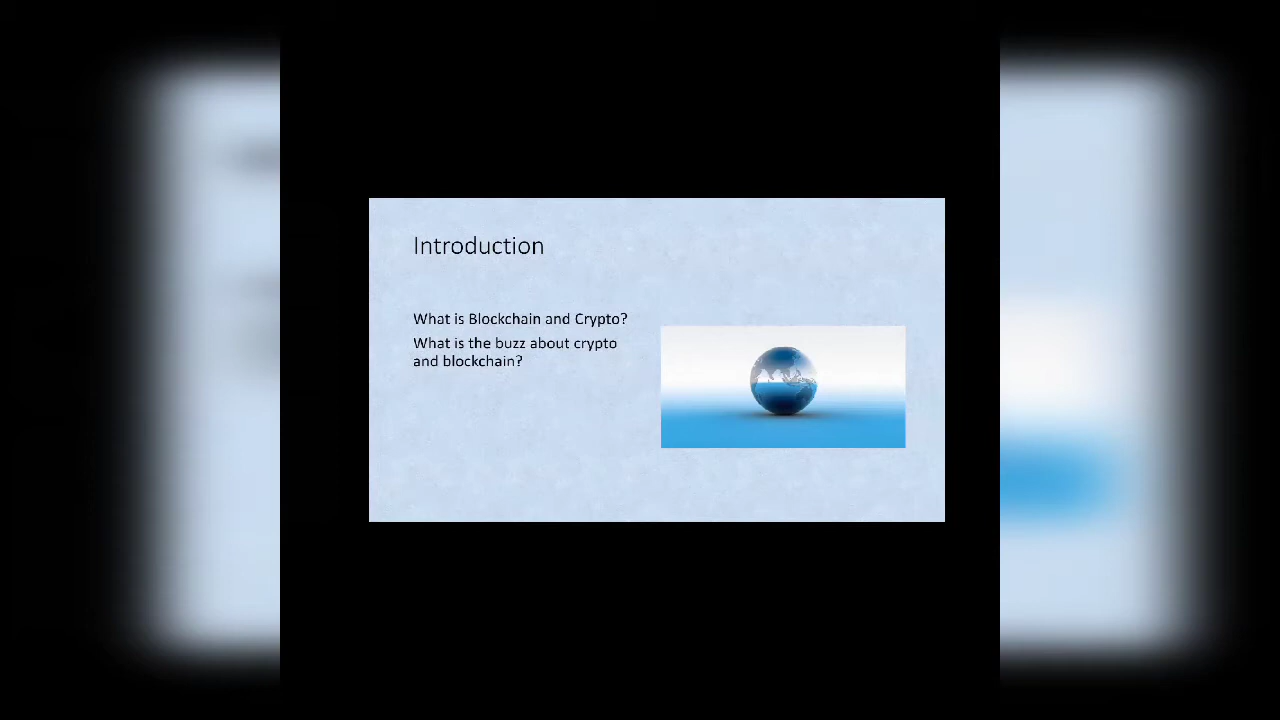 Introduction
What is Blockchain and Crypto?
What is the buzz about crypto
and blockchain?